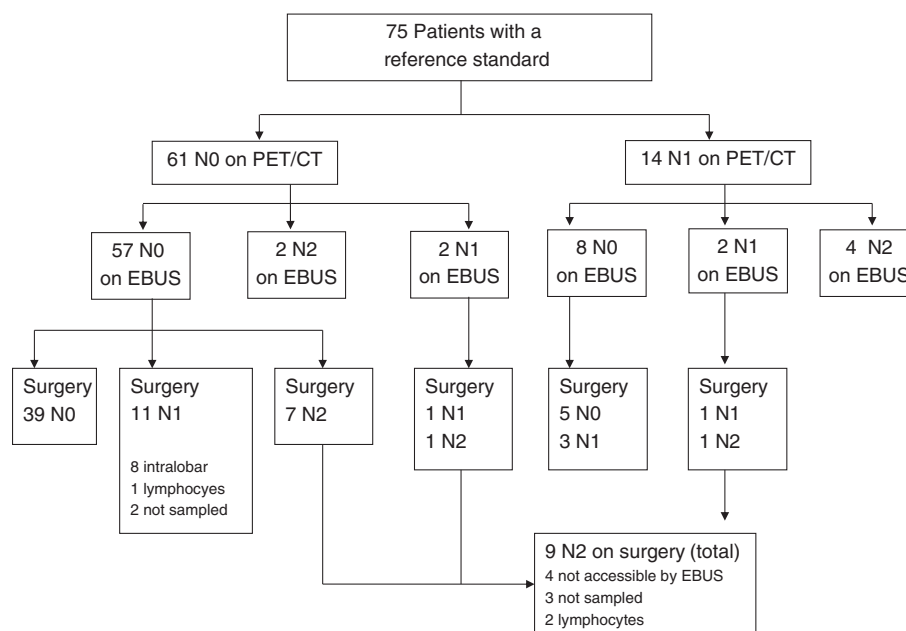 75 Patients with a
reference standard
61 N0 on PET/CT
14 N1 on PET/CT
57 N0
on EBUS
2 N2
on EBUS
2 N1
on EBUS
8 N0
on EBUS
2 N1
on EBUS
4 N2
on EBUS
Surgery
39 N0
Surgery
11 N1
8 intralobar
1 lymphocyes
2 not sampled
Surgery
7 N2
Surgery
1 N1
1 N2
Surgery
5 N0
3 N1
Surgery
1 N1
1 N2
9 N2 on surgery (total)
4 not accessible by EBUS
3 not sampled
2 lymphocytes